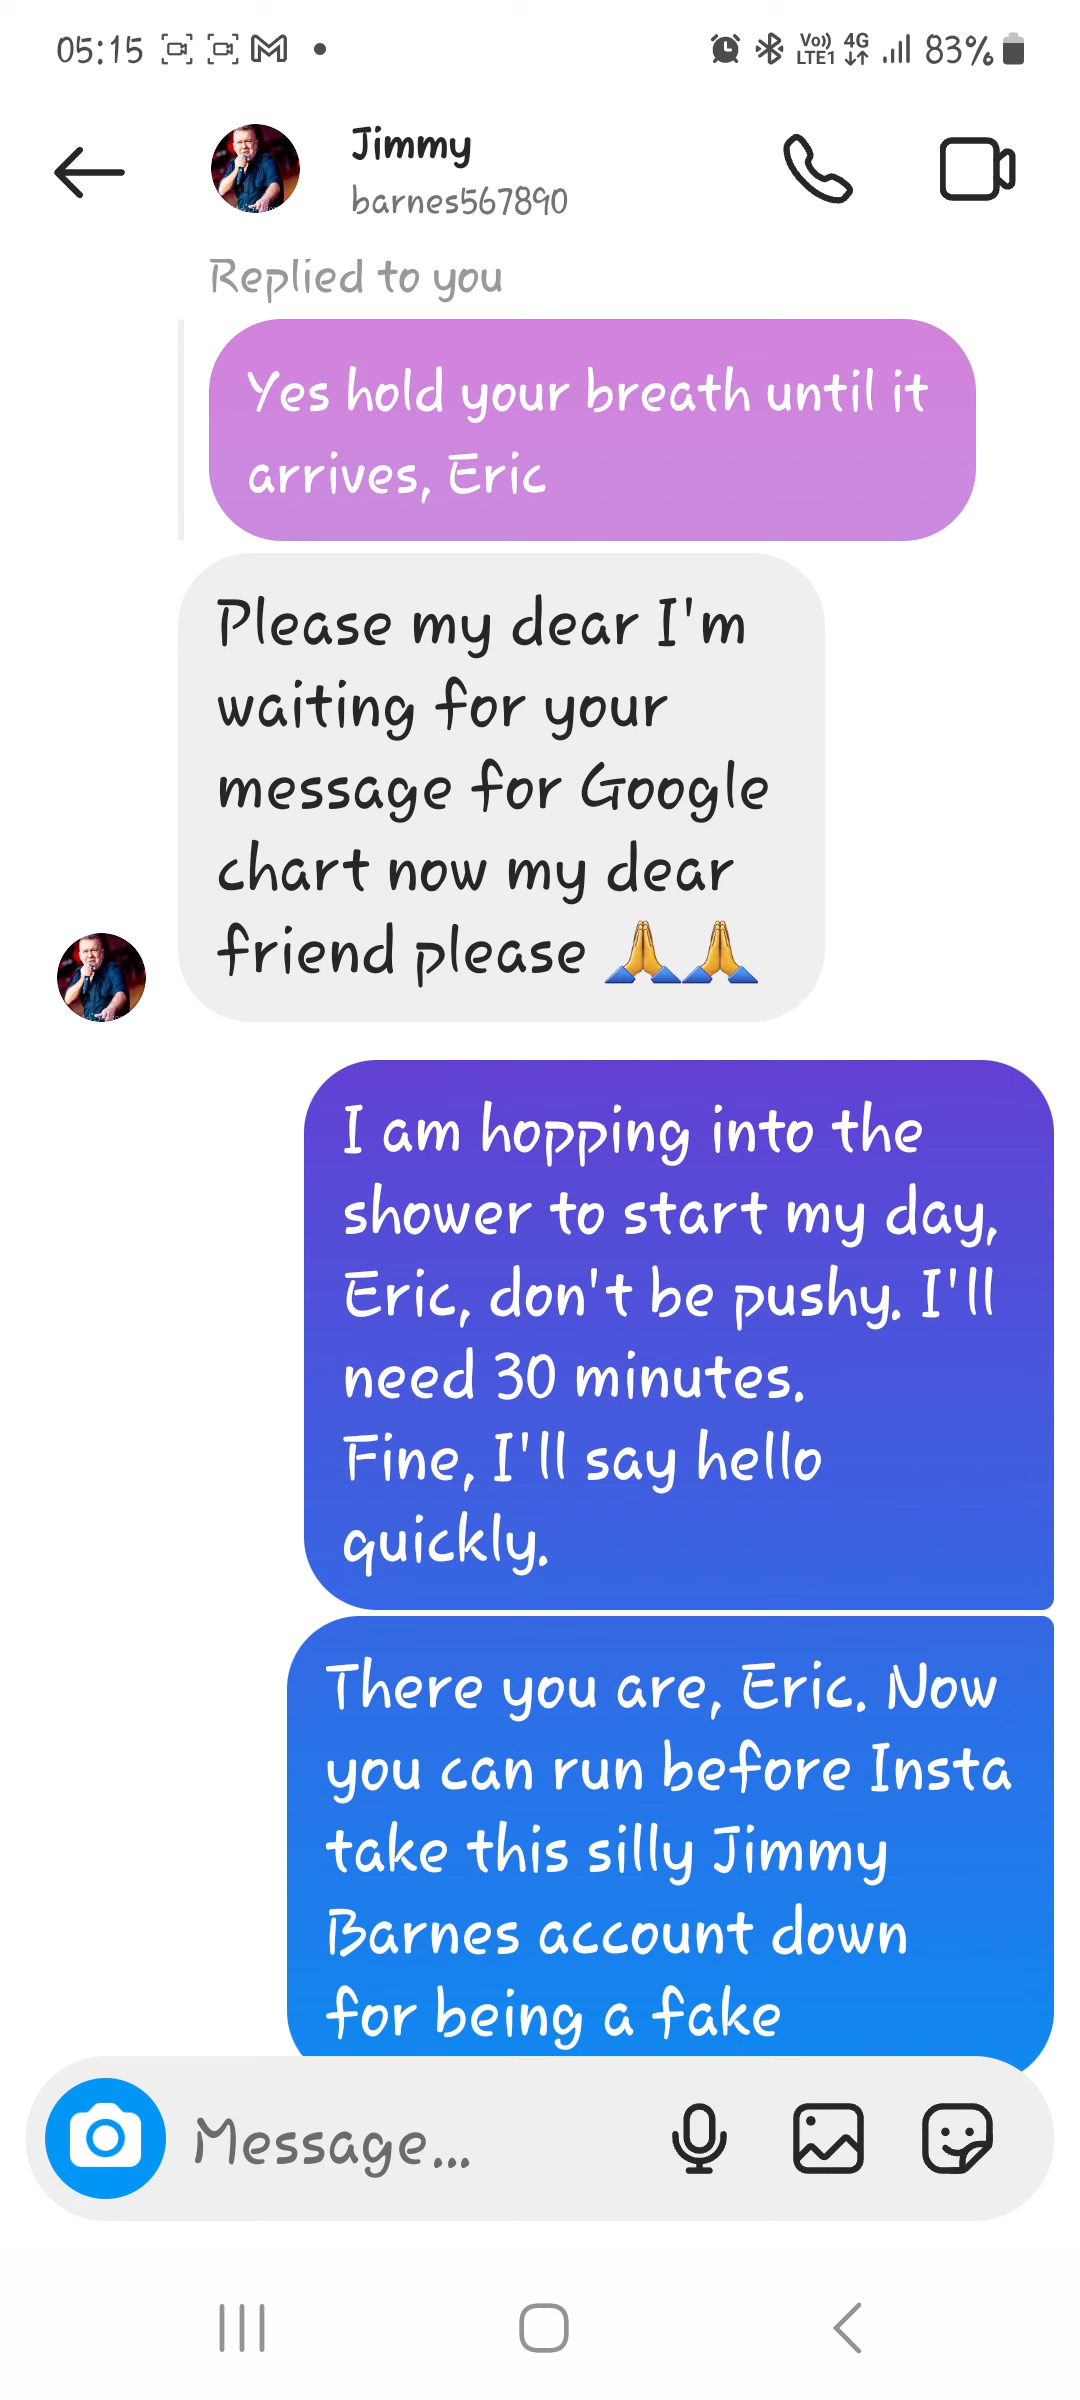 05:15
Vo)) LTE1 4G 83%
Jimmy
barnes567890
Replied to you
Yes hold your breath until it
arrives, Eric
Please my dear I'm
waiting for your
message for Google
chart now my dear
friend please 🙏🙏
I am hopping into the
shower to start my day,
Eric, don't be pushy. I'll
need 30 minutes.
Fine, I'll say hello
quickly.
There you are, Eric. Now
you can run before Insta
take this silly Jimmy
Barnes account down
for being a fake
Message...